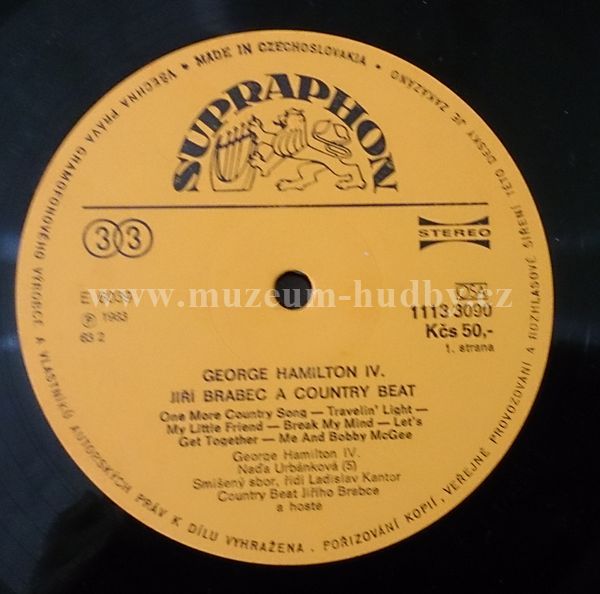 VŠECHNA PRÁVA GRAMOFONOVÉHO VÝROBCE A VLASTNÍKŮ AUTORSKÝCH PRÁV K DÍLU VYHRAŽENA . POŘIZOVÁNÍ KOPIÍ, VEŘEJNÉ PROVOZOVÁNÍ A ROZHLASOVÉ ŠÍŘENÍ TÉTO DESKY JE ZAKÁZÁNO
• MADE IN CZECHOSLOVAKIA •
SUPRAPHON
33
STEREO
www.muzeum-hudby.cz
OSA
1113 3090
℗ 1983
Kčs 50,-
83 2
1. strana
GEORGE HAMILTON IV.
JIŘÍ BRABEC A COUNTRY BEAT
One More Country Song — Travelin' Light —
My Little Friend — Break My Mind — Let's
Get Together — Me And Bobby McGee
George Hamilton IV.
Naďa Urbánková (5)
Smíšený sbor, řídí Ladislav Kantor
Country Beat Jiřího Brabce
a hosté